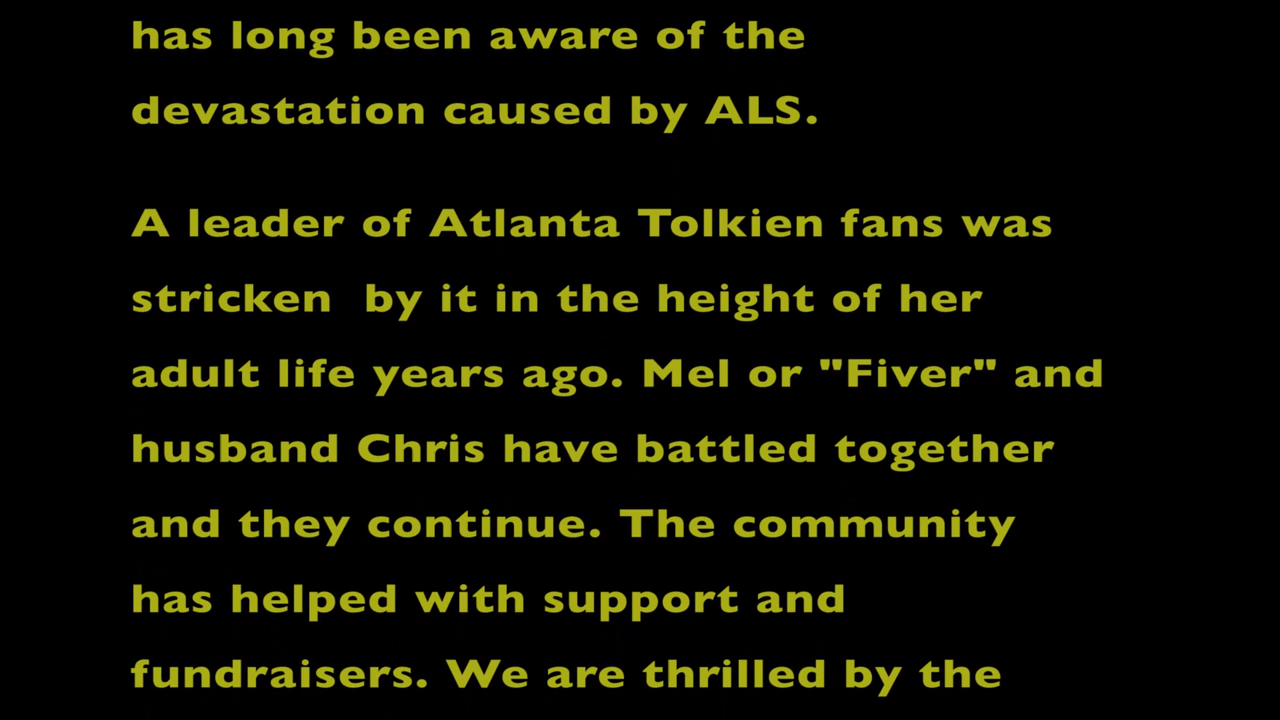 has long been aware of the
devastation caused by ALS.
A leader of Atlanta Tolkien fans was
stricken  by it in the height of her
adult life years ago. Mel or "Fiver" and
husband Chris have battled together
and they continue. The community
has helped with support and
fundraisers. We are thrilled by the